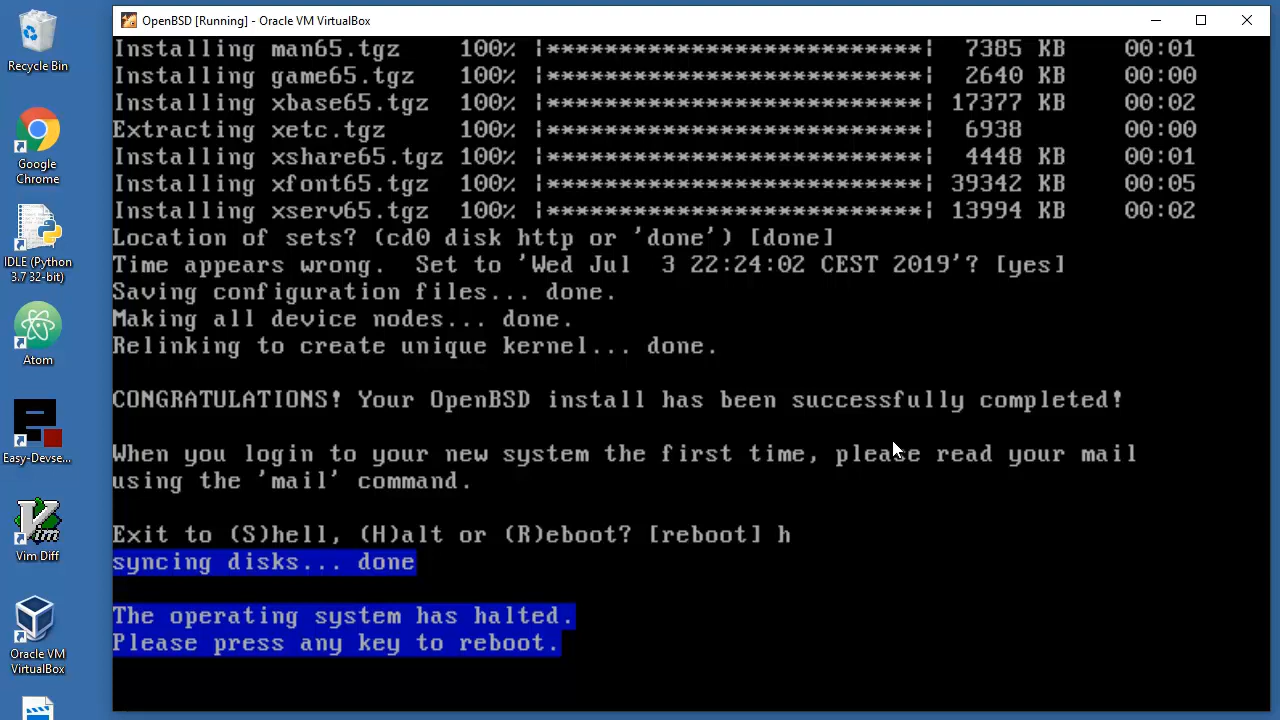 Recycle Bin
Google
Chrome
IDLE (Python
3.7 32-bit)
Atom
Easy-Devse...
Vim Diff
Oracle VM
VirtualBox
OpenBSD [Running] - Oracle VM VirtualBox
Installing man65.tgz 100% |**************************| 7385 KB 00:01
Installing game65.tgz 100% |**************************| 2640 KB 00:00
Installing xbase65.tgz 100% |**************************| 17377 KB 00:02
Extracting xetc.tgz 100% |**************************| 6938 00:00
Installing xshare65.tgz 100% |**************************| 4448 KB 00:01
Installing xfont65.tgz 100% |**************************| 39342 KB 00:05
Installing xserv65.tgz 100% |**************************| 13994 KB 00:02
Location of sets? (cd0 disk http or 'done') [done]
Time appears wrong. Set to 'Wed Jul 3 22:24:02 CEST 2019'? [yes]
Saving configuration files... done.
Making all device nodes... done.
Relinking to create unique kernel... done.
CONGRATULATIONS! Your OpenBSD install has been successfully completed!
When you login to your new system the first time, please read your mail
using the 'mail' command.
Exit to (S)hell, (H)alt or (R)eboot? [reboot] h
syncing disks... done
The operating system has halted.
Please press any key to reboot.